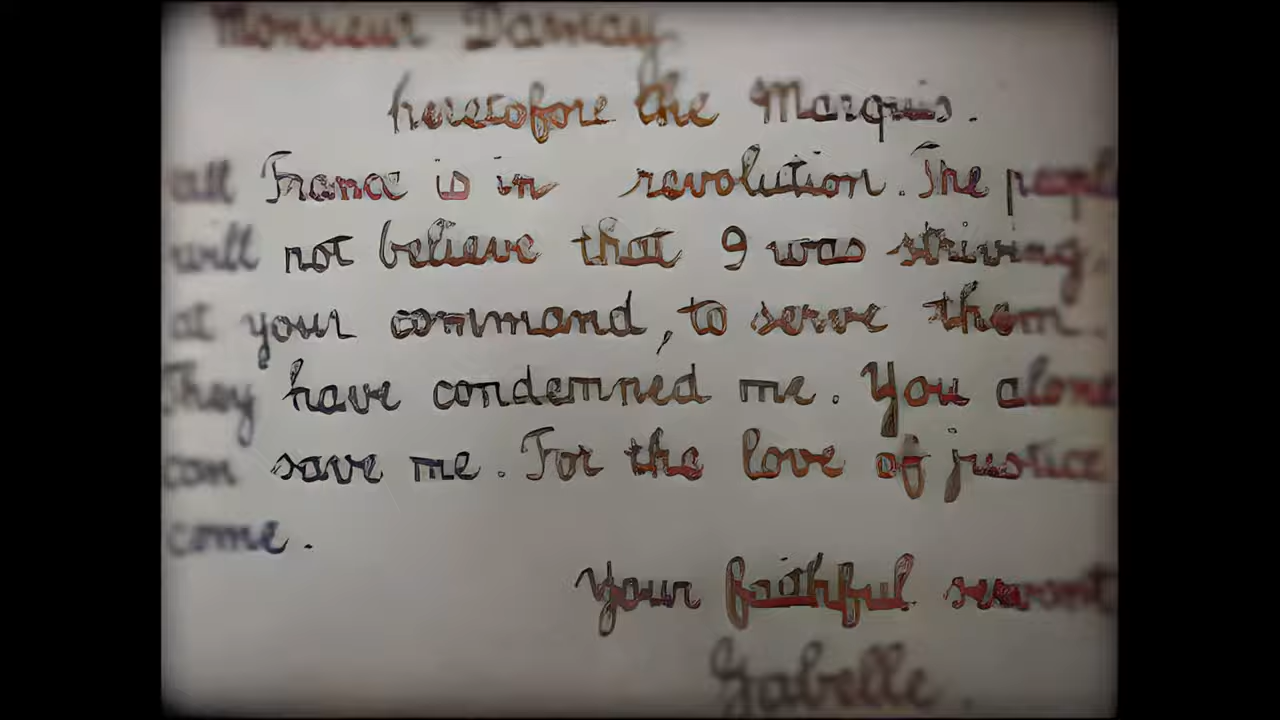 Monsieur Darnay
heretofore the Marquis.
all France is in revolution. The people
will not believe that I was striving,
at your command, to serve them.
They have condemned me. You alone
can save me. For the love of justice
come.
Your faithful servant
Gabelle.